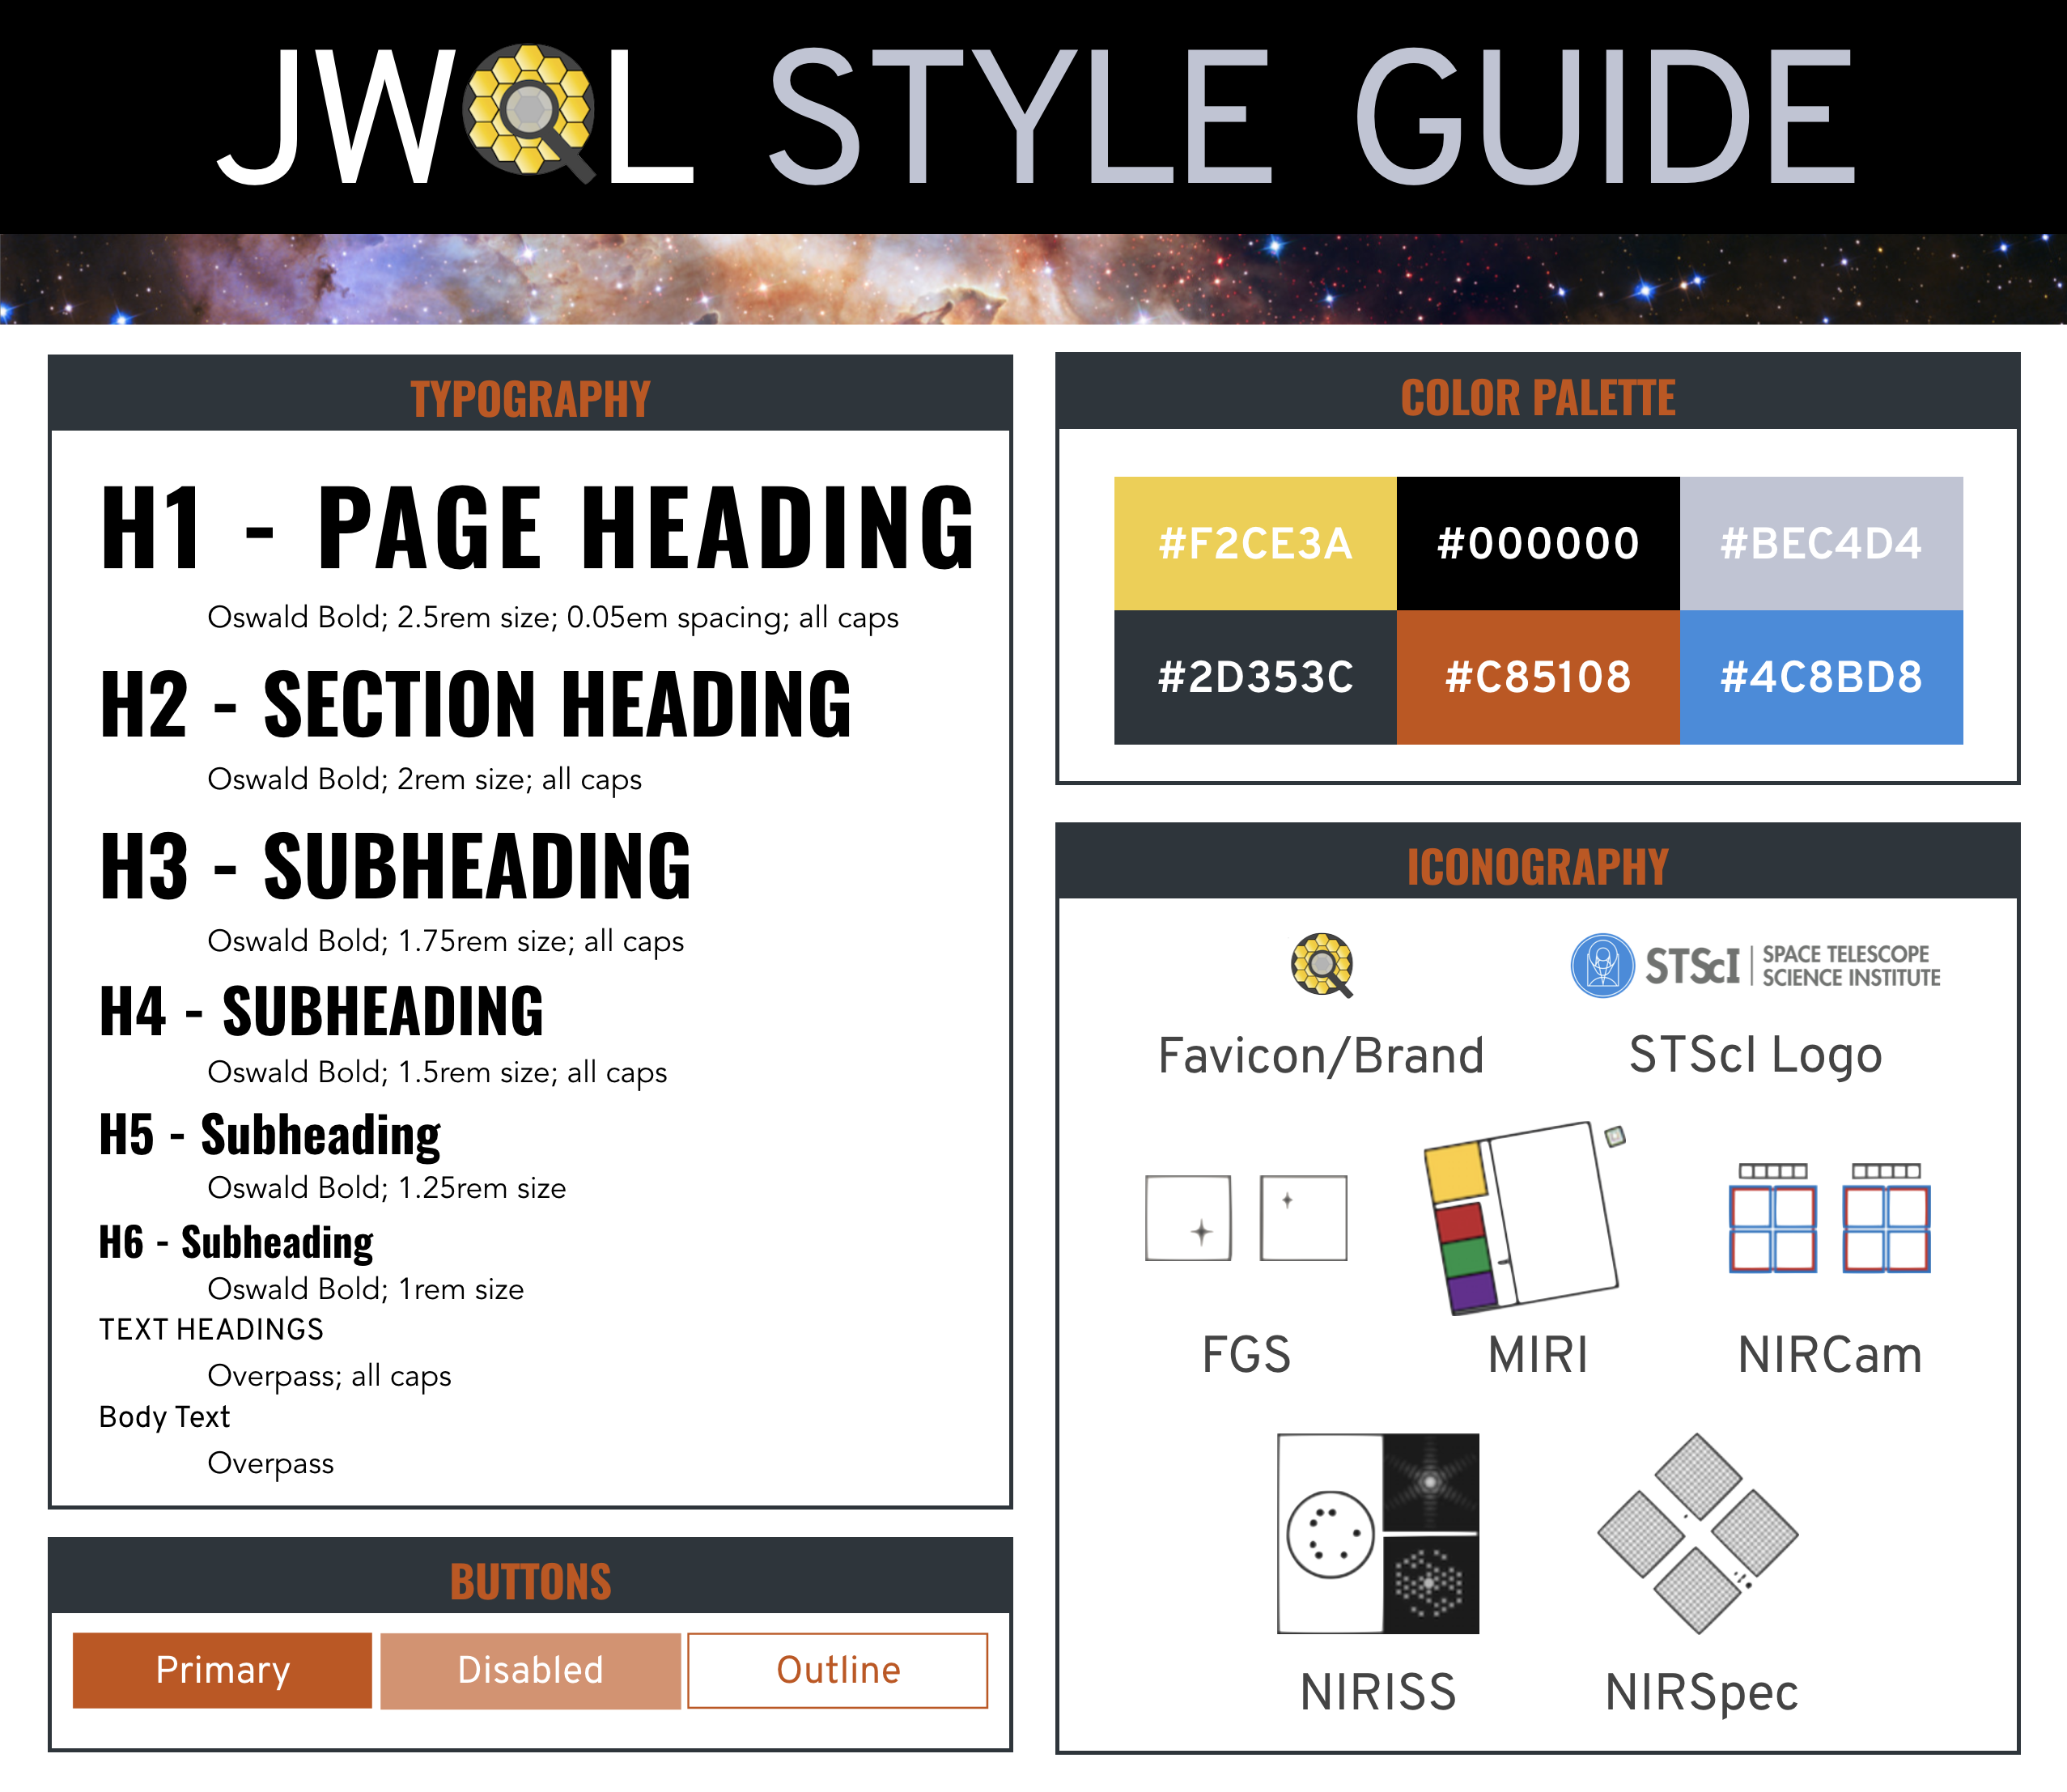 JWQL STYLE GUIDE
TYPOGRAPHY
H1 - PAGE HEADING
Oswald Bold; 2.5rem size; 0.05em spacing; all caps
H2 - SECTION HEADING
Oswald Bold; 2rem size; all caps
H3 - SUBHEADING
Oswald Bold; 1.75rem size; all caps
H4 - SUBHEADING
Oswald Bold; 1.5rem size; all caps
H5 - Subheading
Oswald Bold; 1.25rem size
H6 - Subheading
Oswald Bold; 1rem size
TEXT HEADINGS
Overpass; all caps
Body Text
Overpass
BUTTONS
Primary
Disabled
Outline
COLOR PALETTE
#F2CE3A #000000 #BEC4D4
#2D353C #C85108 #4C8BD8
ICONOGRAPHY
STScI | SPACE TELESCOPE
SCIENCE INSTITUTE
Favicon/Brand
STScI Logo
FGS
MIRI
NIRCam
NIRISS
NIRSpec